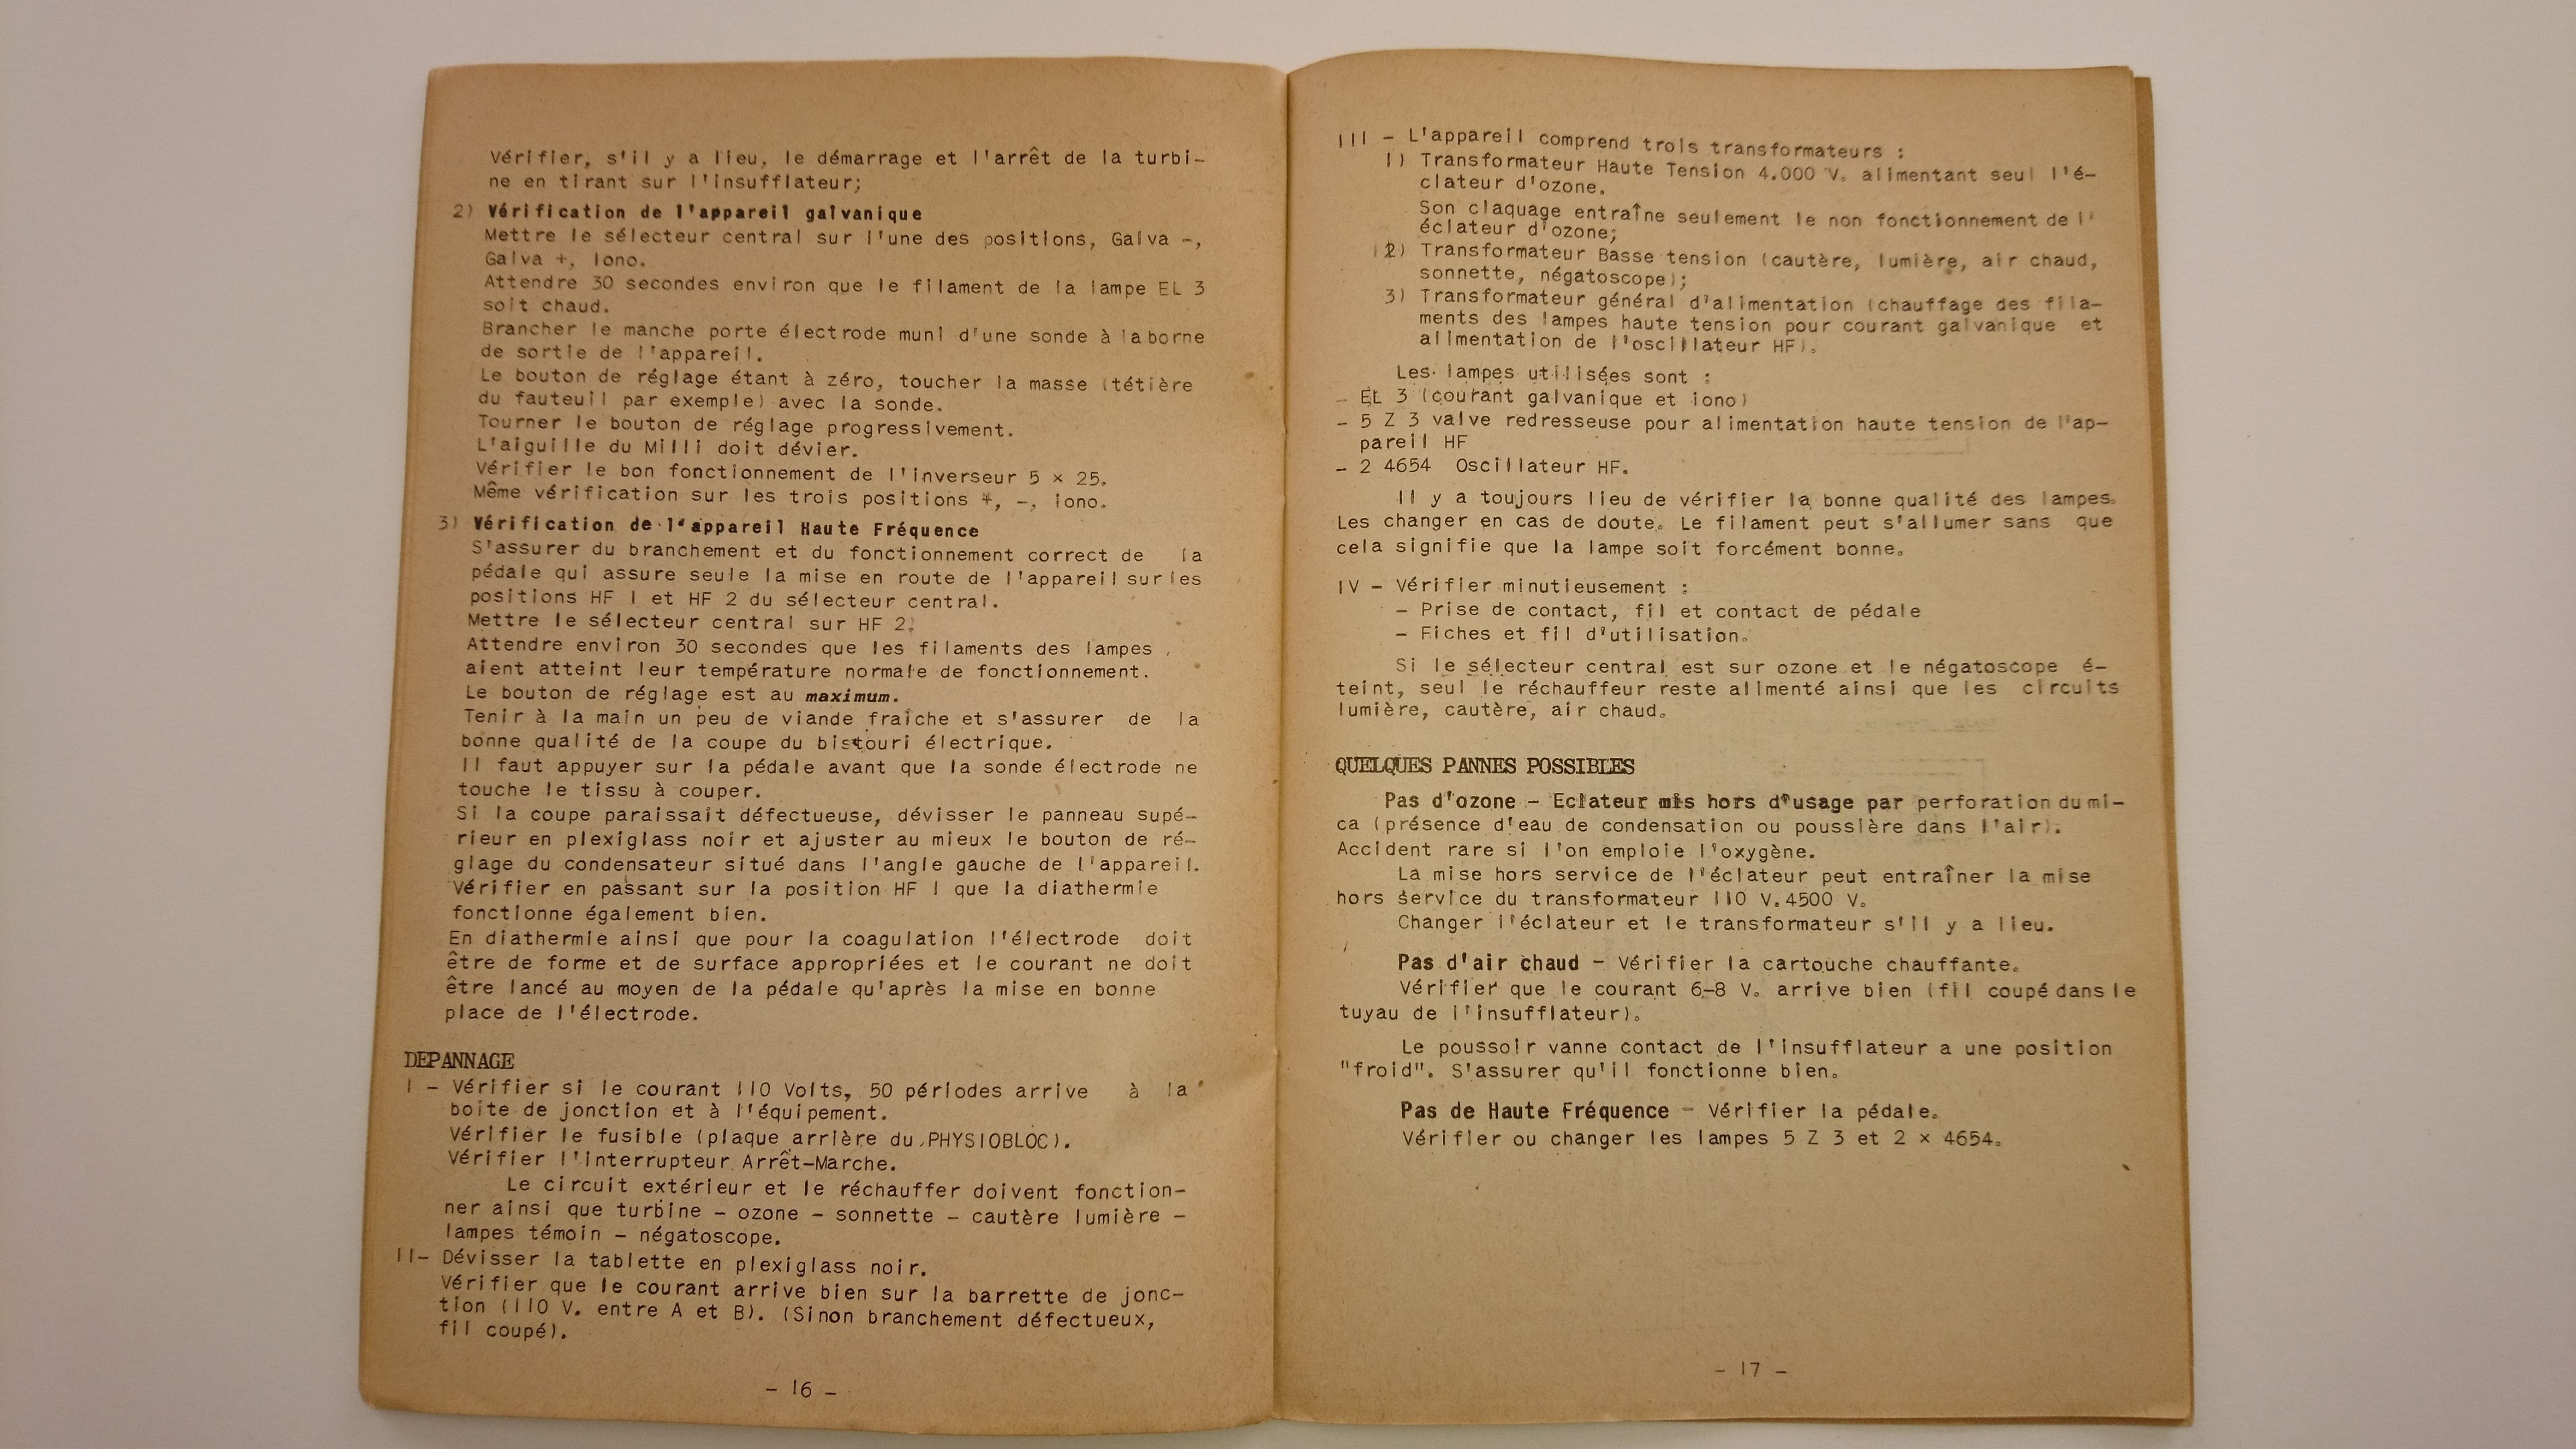 Vérifier, s'il y a lieu, le démarrage et l'arrêt de la turbi-
ne en tirant sur l'insufflateur;
2) Vérification de l'appareil galvanique
Mettre le sélecteur central sur l'une des positions, Galva -,
Galva +, Iono.
Attendre 30 secondes environ que le filament de la lampe EL 3
soit chaud.
Brancher le manche porte électrode muni d'une sonde à la borne
de sortie de l'appareil.
Le bouton de réglage étant à zéro, toucher la masse (tétière
du fauteuil par exemple) avec la sonde.
Tourner le bouton de réglage progressivement.
L'aiguille du Milli doit dévier.
Vérifier le bon fonctionnement de l'inverseur 5 × 25.
Même vérification sur les trois positions +, -, iono.
3) Vérification de l'appareil Haute Fréquence
S'assurer du branchement et du fonctionnement correct de la
pédale qui assure seule la mise en route de l'appareil sur les
positions HF I et HF 2 du sélecteur central.
Mettre le sélecteur central sur HF 2.
Attendre environ 30 secondes que les filaments des lampes
aient atteint leur température normale de fonctionnement.
Le bouton de réglage est au maximum.
Tenir à la main un peu de viande fraîche et s'assurer de la
bonne qualité de la coupe du bistouri électrique.
Il faut appuyer sur la pédale avant que la sonde électrode ne
touche le tissu à couper.
Si la coupe paraissait défectueuse, dévisser le panneau supé-
rieur en plexiglass noir et ajuster au mieux le bouton de ré-
glage du condensateur situé dans l'angle gauche de l'appareil.
Vérifier en passant sur la position HF I que la diathermie
fonctionne également bien.
En diathermie ainsi que pour la coagulation l'électrode doit
être de forme et de surface appropriées et le courant ne doit
être lancé au moyen de la pédale qu'après la mise en bonne
place de l'électrode.
DEPANNAGE
I - Vérifier si le courant 110 Volts, 50 périodes arrive à la
boite de jonction et à l'équipement.
Vérifier le fusible (plaque arrière du PHYSIOBLOC).
Vérifier l'interrupteur Arrêt-Marche.
Le circuit extérieur et le réchauffer doivent fonction-
ner ainsi que turbine - ozone - sonnette - cautère lumière -
lampes témoin - négatoscope.
II- Dévisser la tablette en plexiglass noir.
Vérifier que le courant arrive bien sur la barrette de jonc-
tion (110 V. entre A et B). (Sinon branchement défectueux,
fil coupé).
- 16 -
III - L'appareil comprend trois transformateurs :
1) Transformateur Haute Tension 4.000 V. alimentant seul l'é-
clateur d'ozone.
Son claquage entraîne seulement le non fonctionnement de l'
éclateur d'ozone;
2) Transformateur Basse tension (cautère, lumière, air chaud,
sonnette, négatoscope);
3) Transformateur général d'alimentation (chauffage des fila-
ments des lampes haute tension pour courant galvanique et
alimentation de l'oscillateur HF).
Les lampes utilisées sont :
- EL 3 (courant galvanique et iono)
- 5 Z 3 valve redresseuse pour alimentation haute tension de l'ap-
pareil HF
- 2 4654 Oscillateur HF.
Il y a toujours lieu de vérifier la bonne qualité des lampes.
Les changer en cas de doute. Le filament peut s'allumer sans que
cela signifie que la lampe soit forcément bonne.
IV - Vérifier minutieusement :
- Prise de contact, fil et contact de pédale
- Fiches et fil d'utilisation.
Si le sélecteur central est sur ozone et le négatoscope é-
teint, seul le réchauffeur reste alimenté ainsi que les circuits
lumière, cautère, air chaud.
QUELQUES PANNES POSSIBLES
Pas d'ozone - Eclateur mis hors d'usage par perforation du mi-
ca (présence d'eau de condensation ou poussière dans l'air).
Accident rare si l'on emploie l'oxygène.
La mise hors service de l'éclateur peut entraîner la mise
hors service du transformateur 110 V.4500 V.
Changer l'éclateur et le transformateur s'il y a lieu.
Pas d'air chaud - Vérifier la cartouche chauffante.
Vérifier que le courant 6-8 V. arrive bien (fil coupé dans le
tuyau de l'insufflateur).
Le poussoir vanne contact de l'insufflateur a une position
"froid". S'assurer qu'il fonctionne bien.
Pas de Haute Fréquence - Vérifier la pédale.
Vérifier ou changer les lampes 5 Z 3 et 2 × 4654.
- 17 -